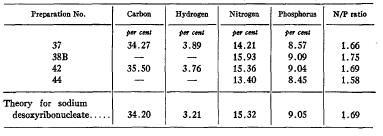 Preparation No. Carbon Hydrogen Nitrogen Phosphorus N/P ratio
per cent per cent per cent per cent
37 34.27 3.89 14.21 8.57 1.66
38B — — 15.93 9.09 1.75
42 35.50 3.76 15.36 9.04 1.69
44 — — 13.40 8.45 1.58
Theory for sodium
desoxyribonucleate..... 34.20 3.21 15.32 9.05 1.69